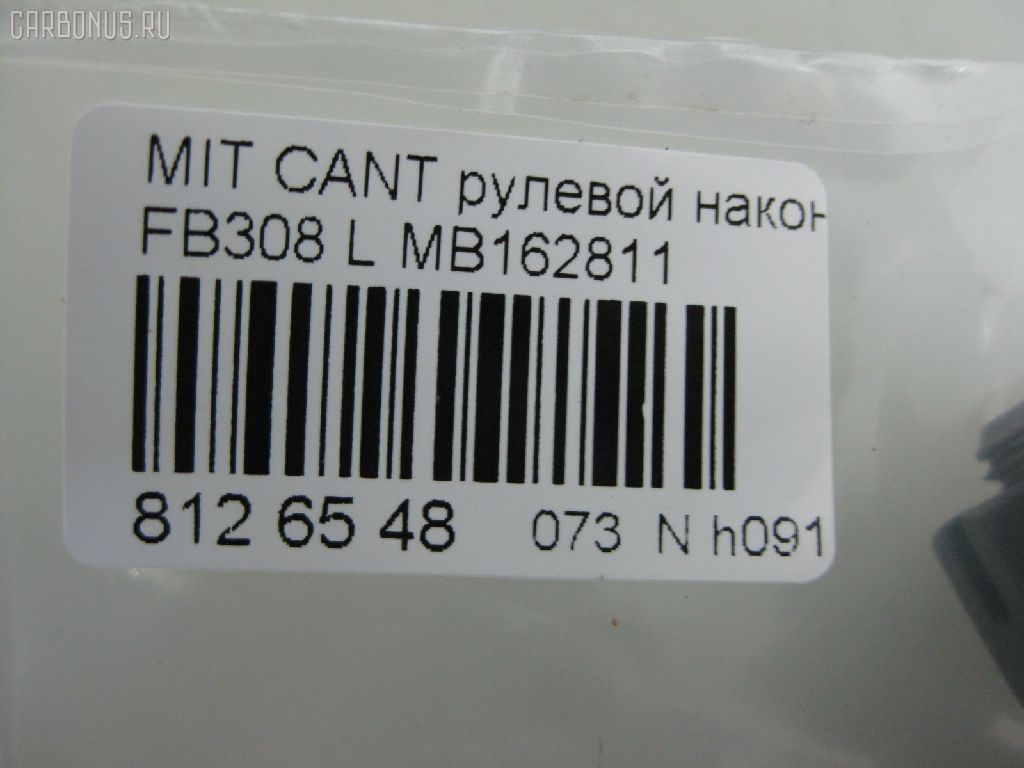 CARBONUS.RU
MIT CANT рулевой након
FB308 L MB162811
812 65 48 073 N h091